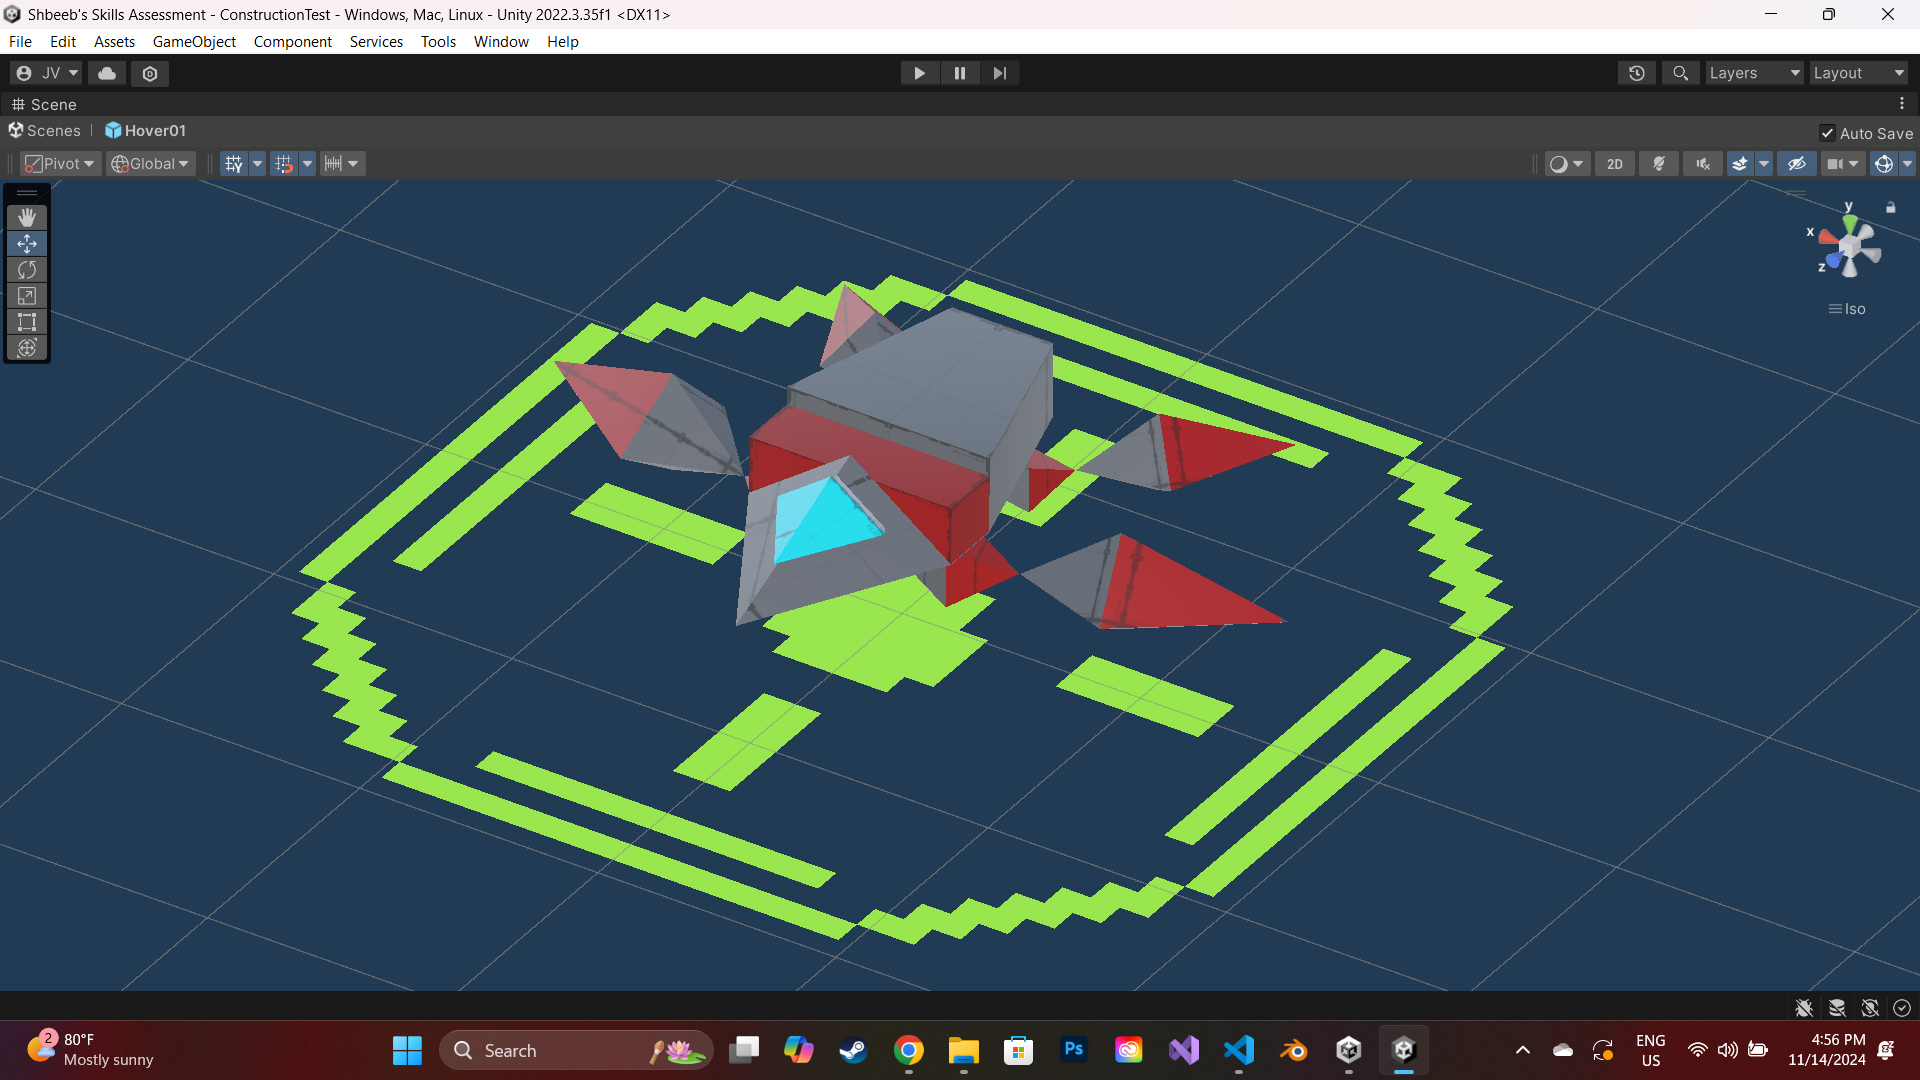 Shbeeb's Skills Assessment - ConstructionTest - Windows, Mac, Linux - Unity 2022.3.35f1 <DX11>
File Edit Assets GameObject Component Services Tools Window Help
JV Layers Layout
Scene
Scenes | Hover01 Auto Save
Pivot Global 2D
y
x
z
Iso
2 80°F
Mostly sunny
Search
Ps
ENG
US
4:56 PM
11/14/2024